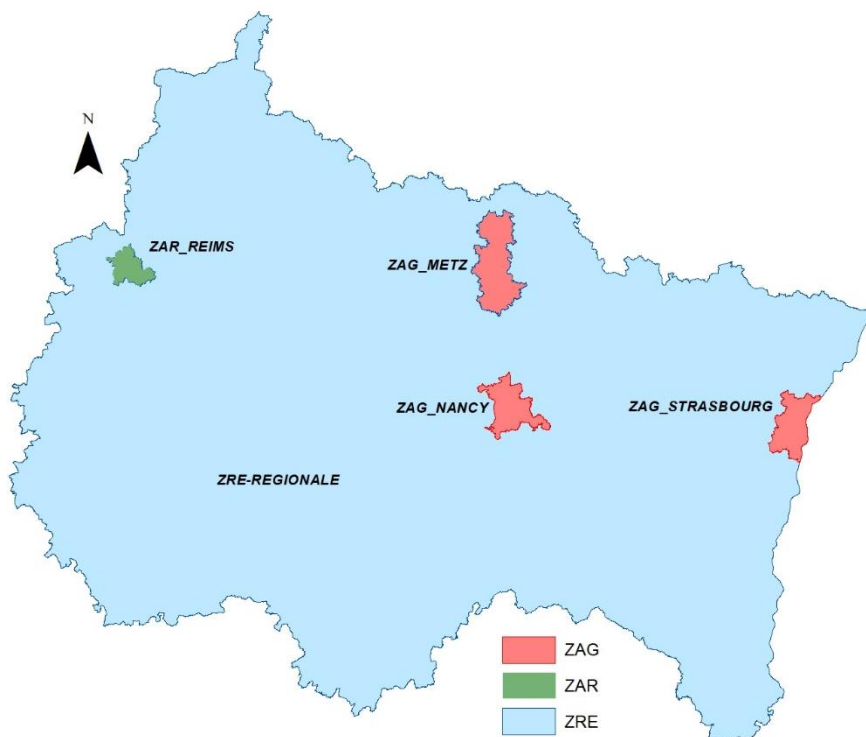 N
ZAR_REIMS
ZAG_METZ
ZAG_NANCY
ZAG_STRASBOURG
ZRE-REGIONALE
ZAG
ZAR
ZRE